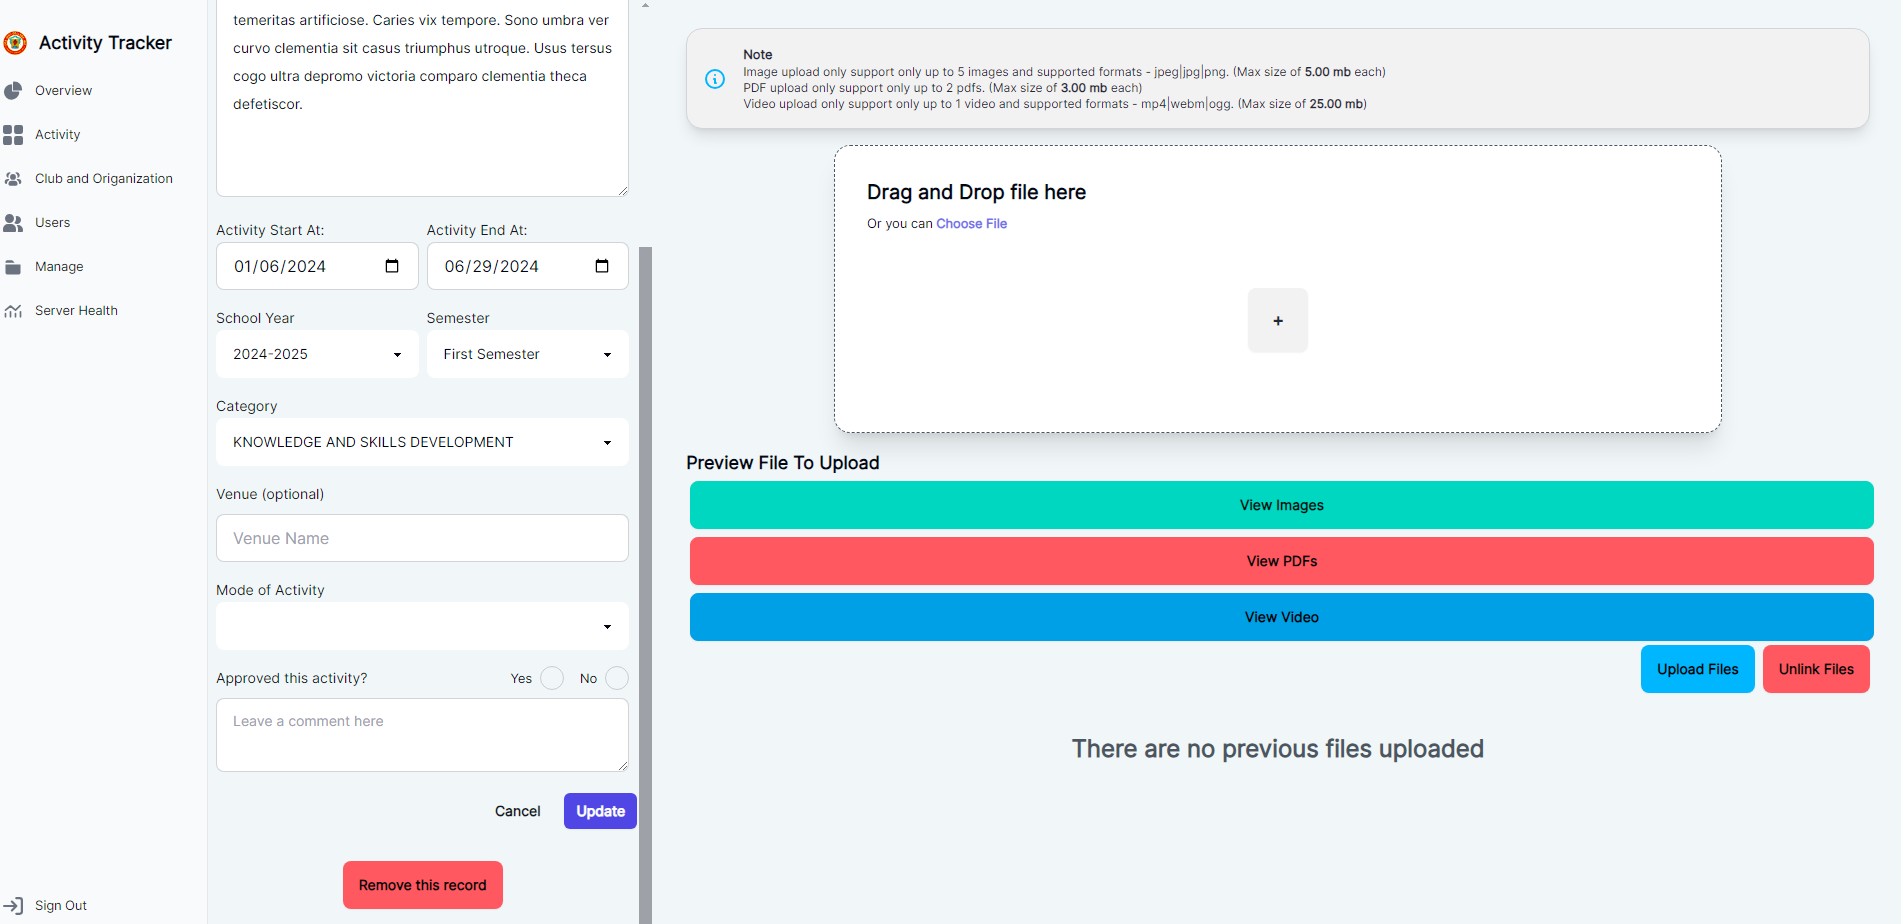 Activity Tracker
Overview
Activity
Club and Origanization
Users
Manage
Server Health
Sign Out
temeritas artificiose. Caries vix tempore. Sono umbra ver
curvo clementia sit casus triumphus utroque. Usus tersus
cogo ultra depromo victoria comparo clementia theca
defetiscor.
Activity Start At:
Activity End At:
01/06/2024
06/29/2024
School Year
Semester
2024-2025
First Semester
Category
KNOWLEDGE AND SKILLS DEVELOPMENT
Venue (optional)
Venue Name
Mode of Activity
Approved this activity?
Yes
No
Leave a comment here
Cancel
Update
Remove this record
Note
Image upload only support only up to 5 images and supported formats - jpeg|jpg|png. (Max size of 5.00 mb each)
PDF upload only support only up to 2 pdfs. (Max size of 3.00 mb each)
Video upload only support only up to 1 video and supported formats - mp4|webm|ogg. (Max size of 25.00 mb)
Drag and Drop file here
Or you can Choose File
+
Preview File To Upload
View Images
View PDFs
View Video
Upload Files
Unlink Files
There are no previous files uploaded